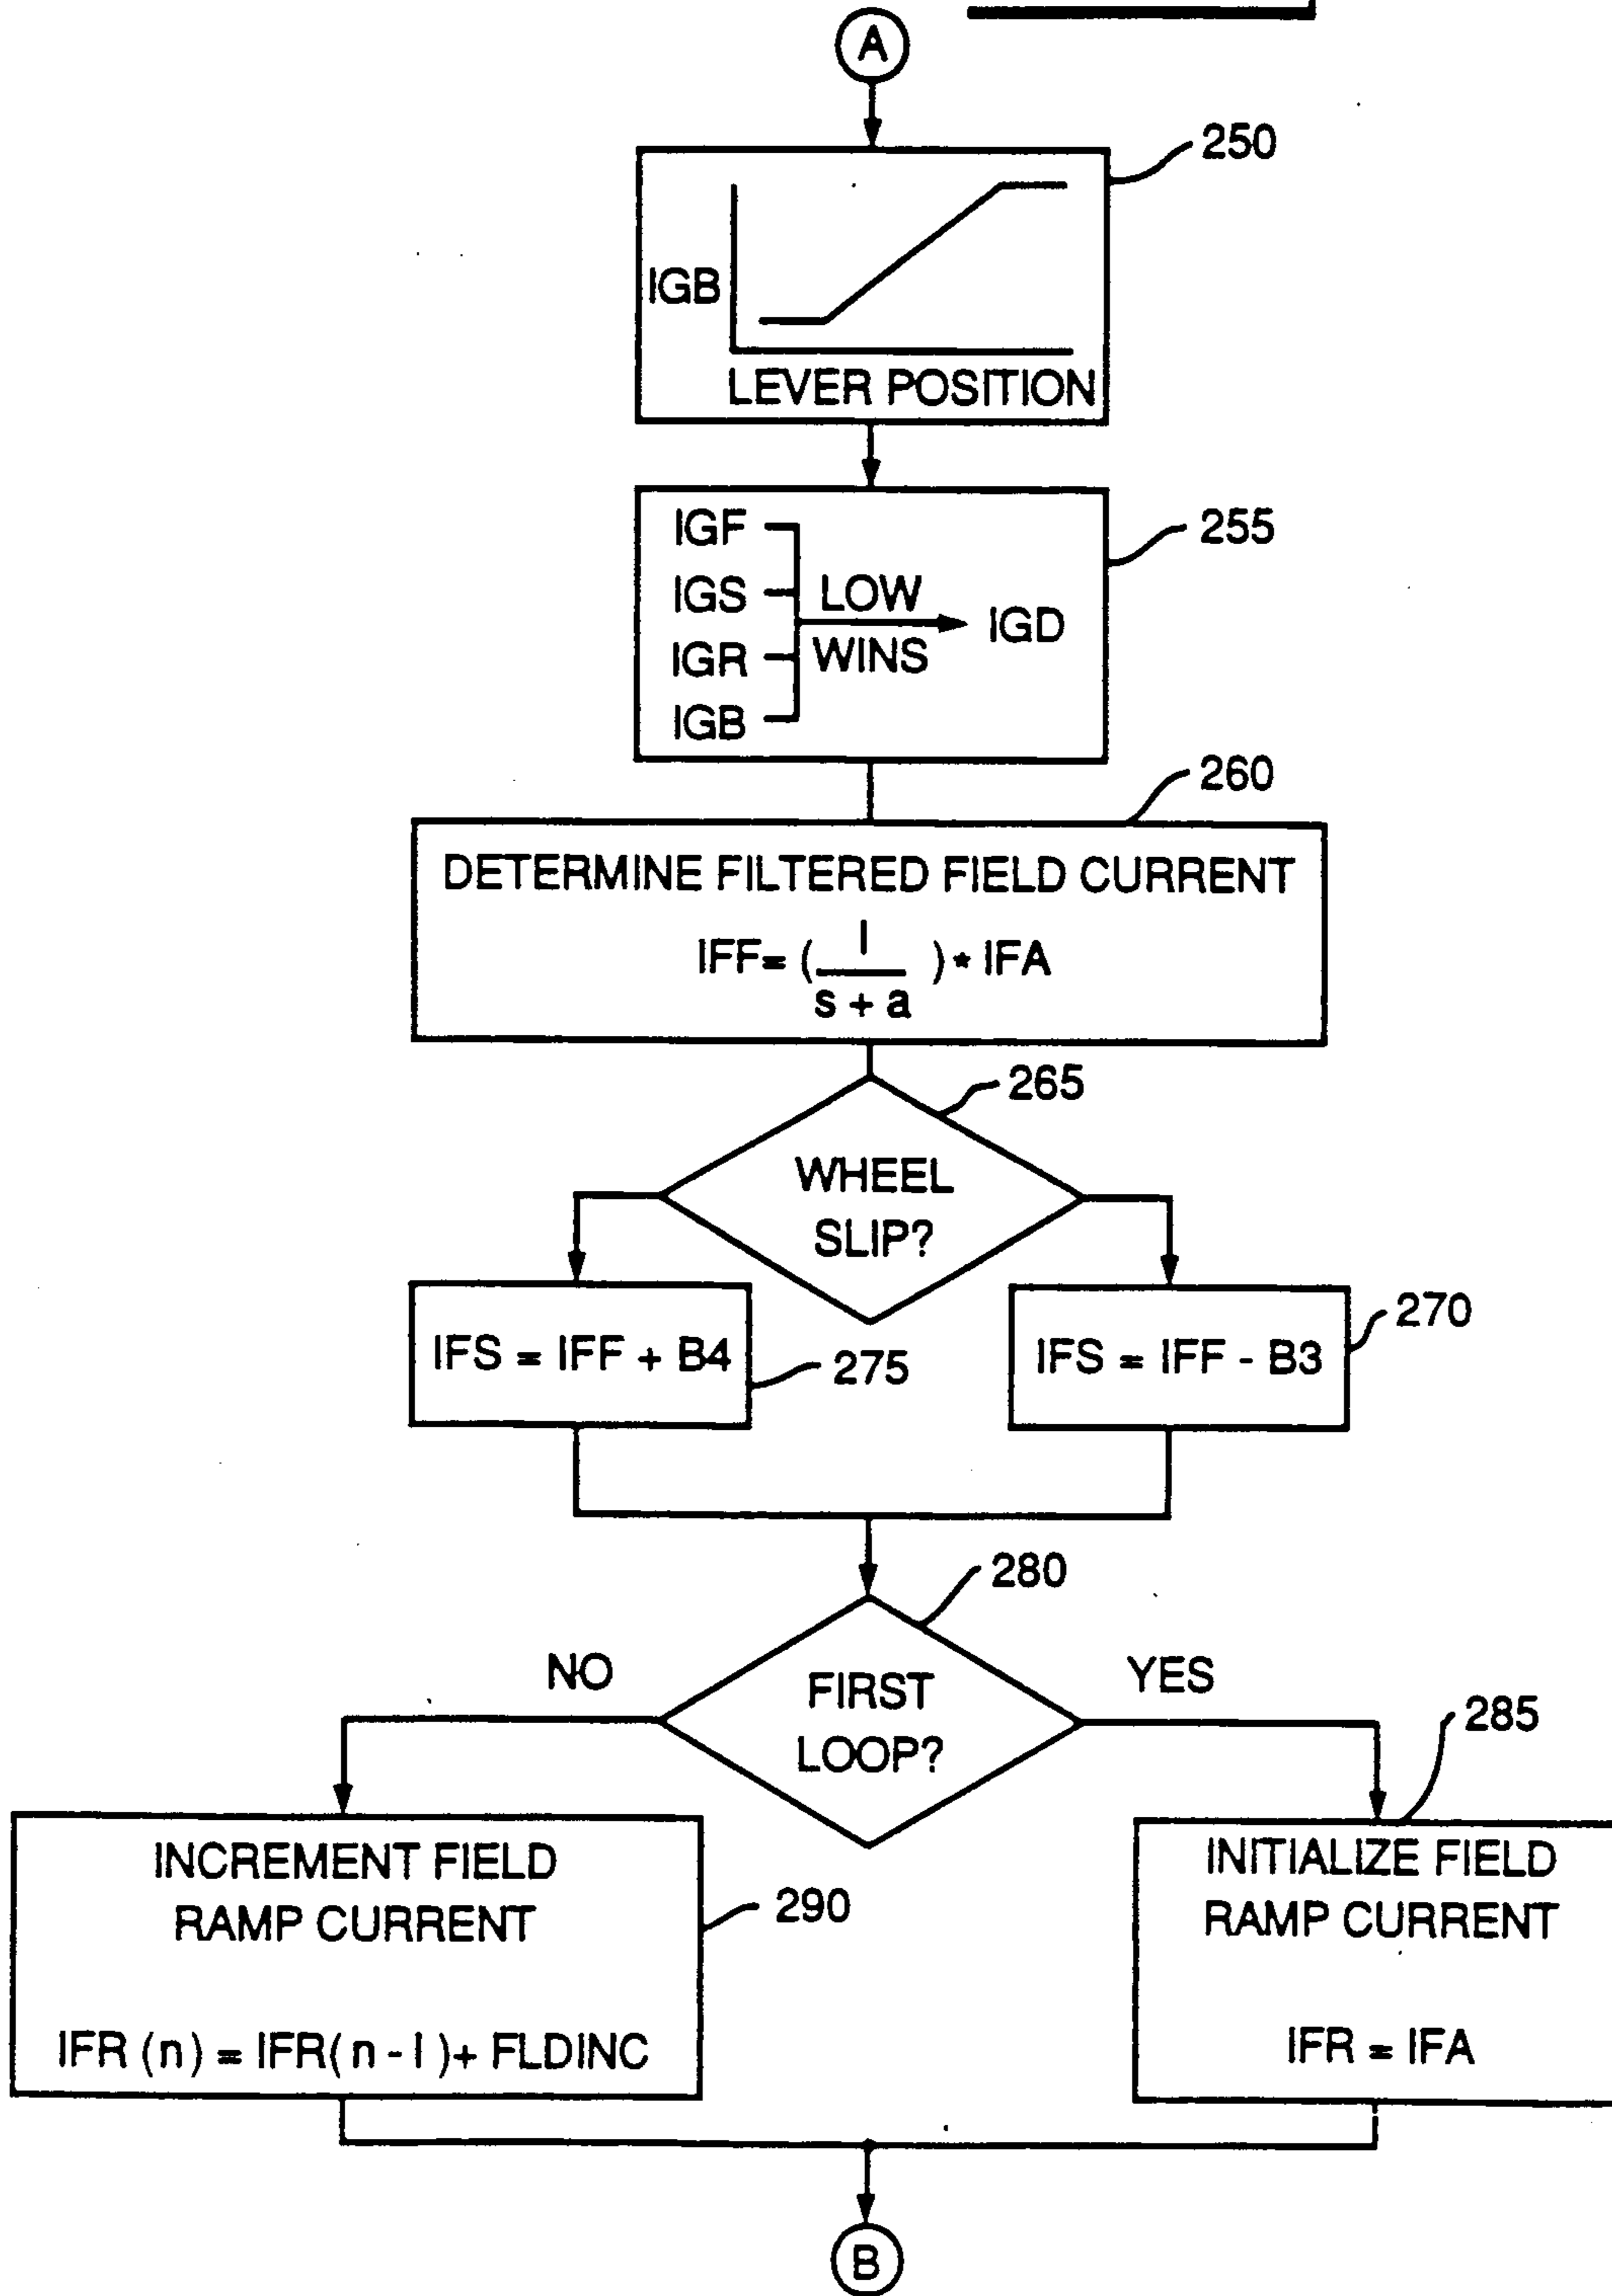 A
250
IGB
LEVER POSITION
255
IGF
IGS
IGR
IGB
LOW
WINS
IGD
260
DETERMINE FILTERED FIELD CURRENT
IFF= ( I / s + a ) * IFA
265
WHEEL
SLIP?
IFS = IFF + B4
275
IFS = IFF - B3
270
280
NO
FIRST
LOOP?
YES
285
INCREMENT FIELD
RAMP CURRENT
IFR (n) = IFR( n - I )+ FLDINC
290
INITIALIZE FIELD
RAMP CURRENT
IFR = IFA
B